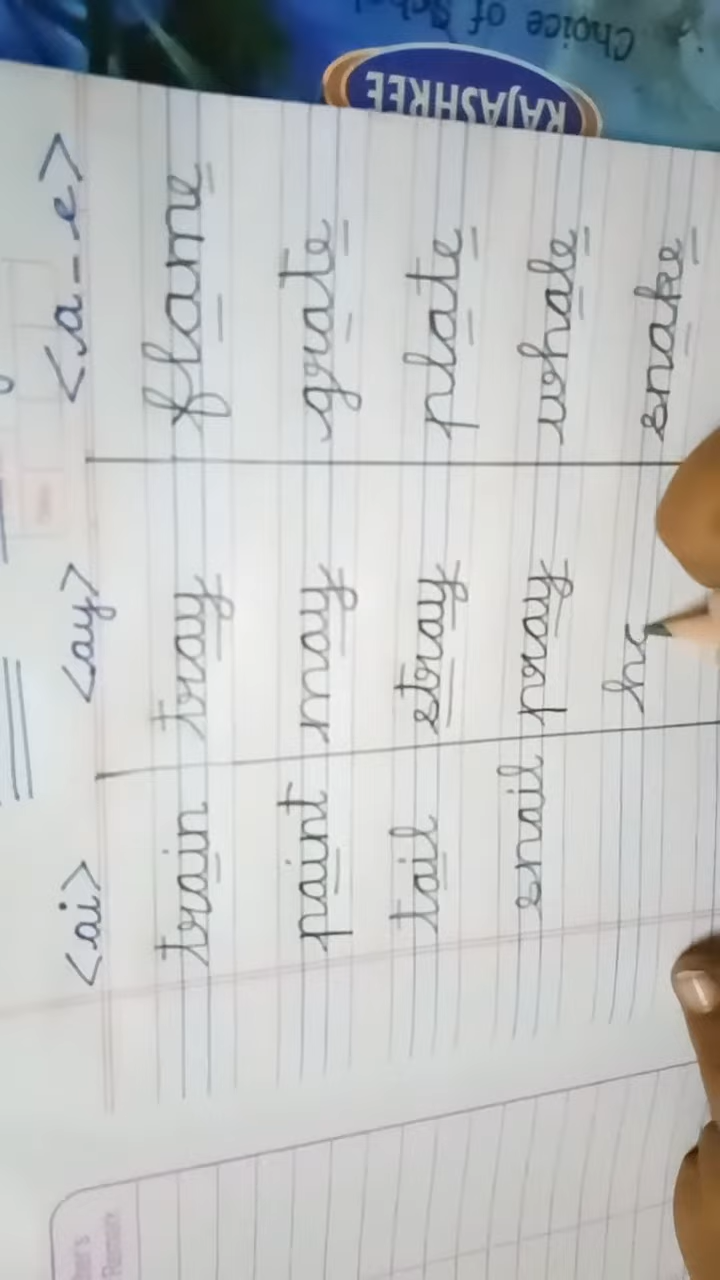 Choice of
RAJASHREE
<ai> <ay> <a-e>
train tray flame
paint may grate
tail stray plate
snail pray whale
snake